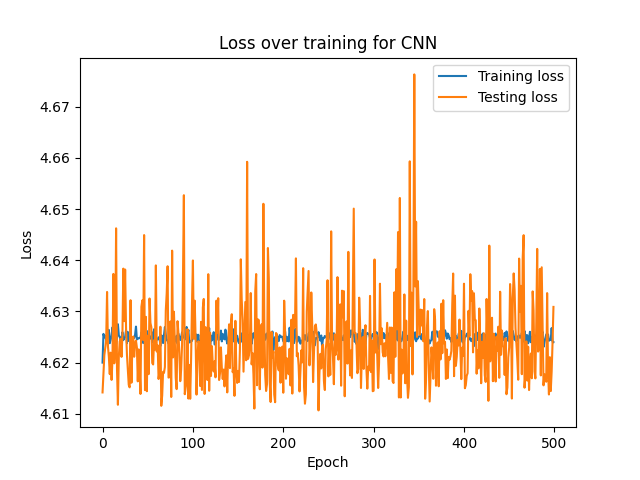 Loss over training for CNN
Training loss
Testing loss
4.67
4.66
4.65
4.64
4.63
4.62
4.61
Loss
0
100
200
300
400
500
Epoch